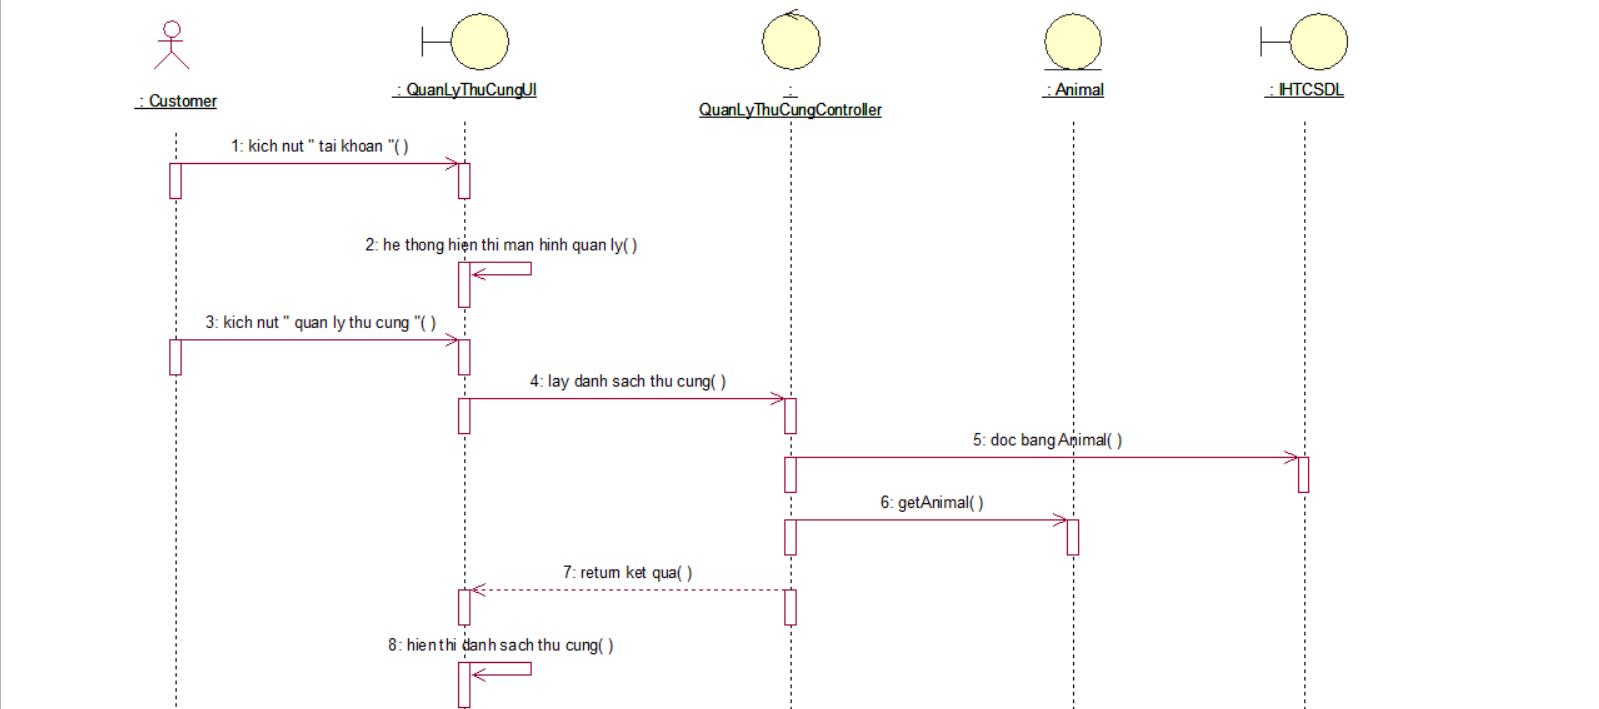 : Customer
: QuanLyThuCungUI
:
QuanLyThuCungController
: Animal
: IHTCSDL
1: kich nut " tai khoan "( )
2: he thong hien thi man hinh quan ly( )
3: kich nut " quan ly thu cung "( )
4: lay danh sach thu cung( )
5: doc bang Animal( )
6: getAnimal( )
7: return ket qua( )
8: hien thi danh sach thu cung( )